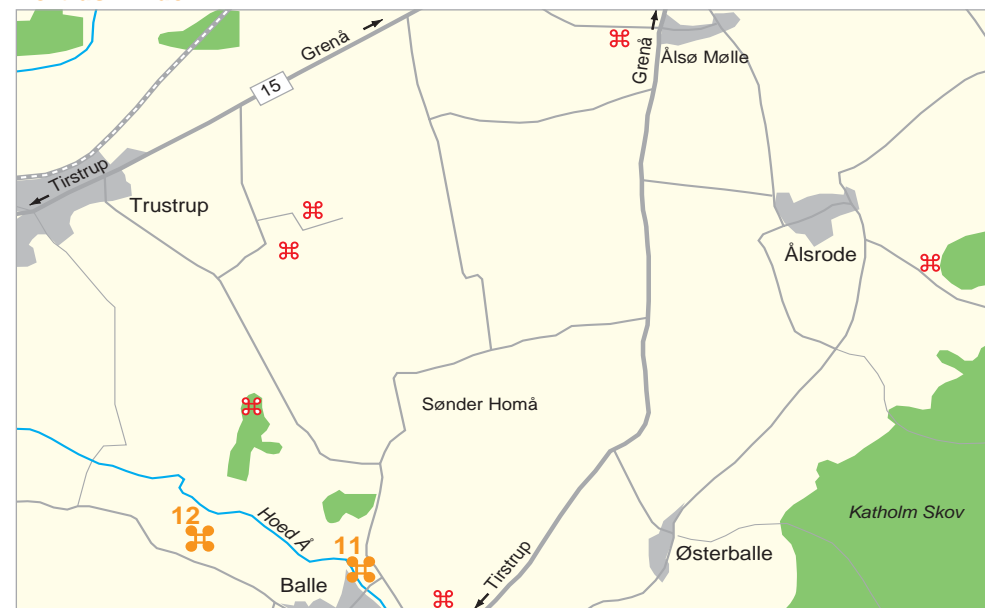 Grenå
15
Grenå
Ålsø Mølle
Tirstrup
Trustrup
Ålsrode
Sønder Homå
12
Hoed Å
11
Katholm Skov
Østerballe
Balle
Tirstrup